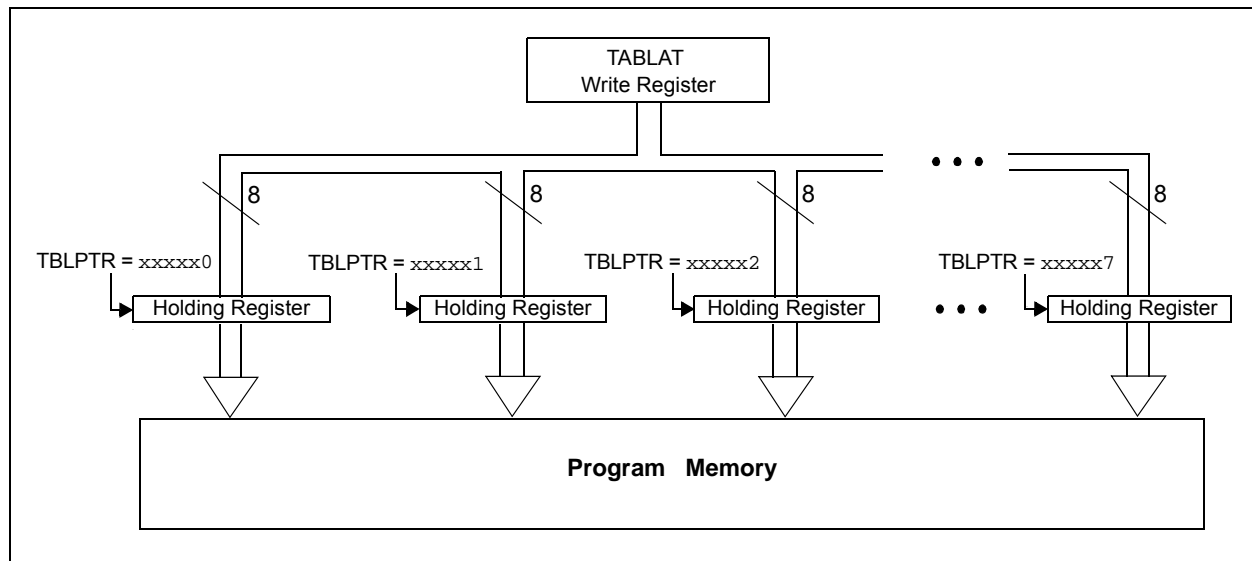 TABLAT
Write Register
• • •
8
8
8
8
TBLPTR = xxxxx0
TBLPTR = xxxxx1
TBLPTR = xxxxx2
TBLPTR = xxxxx7
Holding Register
Holding Register
Holding Register
• • •
Holding Register
Program Memory